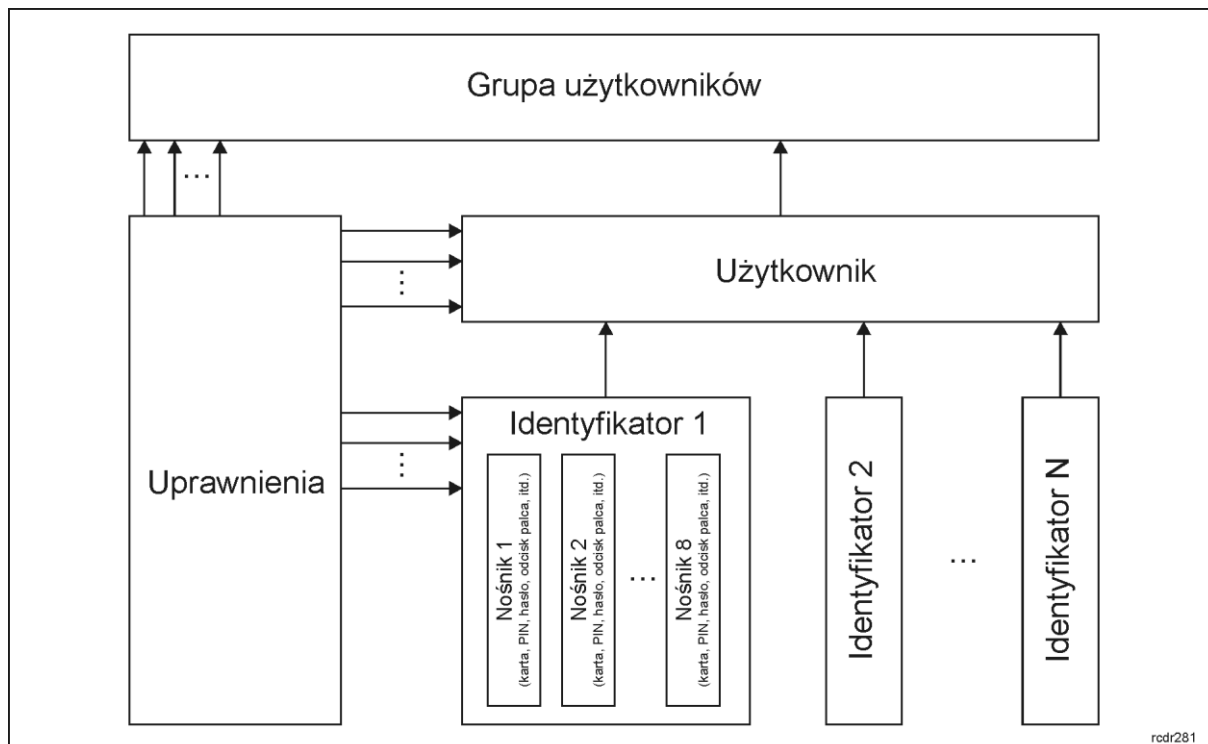 Grupa użytkowników
...
Użytkownik
...
Uprawnienia
...
Identyfikator 1
Nośnik 1
(karta, PIN, hasło, odcisk palca, itd.)
Nośnik 2
(karta, PIN, hasło, odcisk palca, itd.)
...
Nośnik 8
(karta, PIN, hasło, odcisk palca, itd.)
Identyfikator 2
...
Identyfikator N
rcdr281